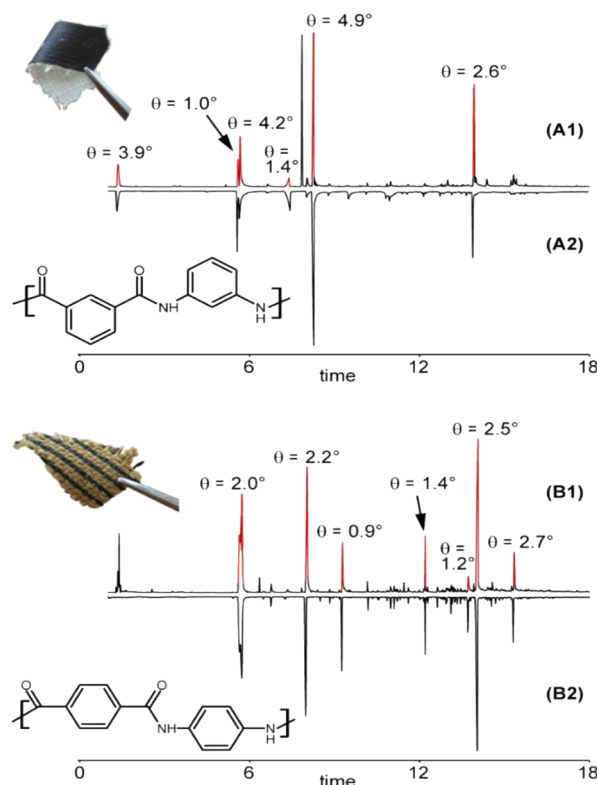 θ = 4.9°
θ = 2.6°
θ = 1.0°
θ = 4.2°
(A1)
θ = 3.9°
θ =
1.4°
(A2)
O
O
NH
N
H
0
6
12
18
time
θ = 2.5°
θ = 2.2°
θ = 2.0°
θ = 1.4°
(B1)
θ = 0.9°
θ =
1.2°
θ = 2.7°
O
O
(B2)
NH
N
H
0
6
12
18
time